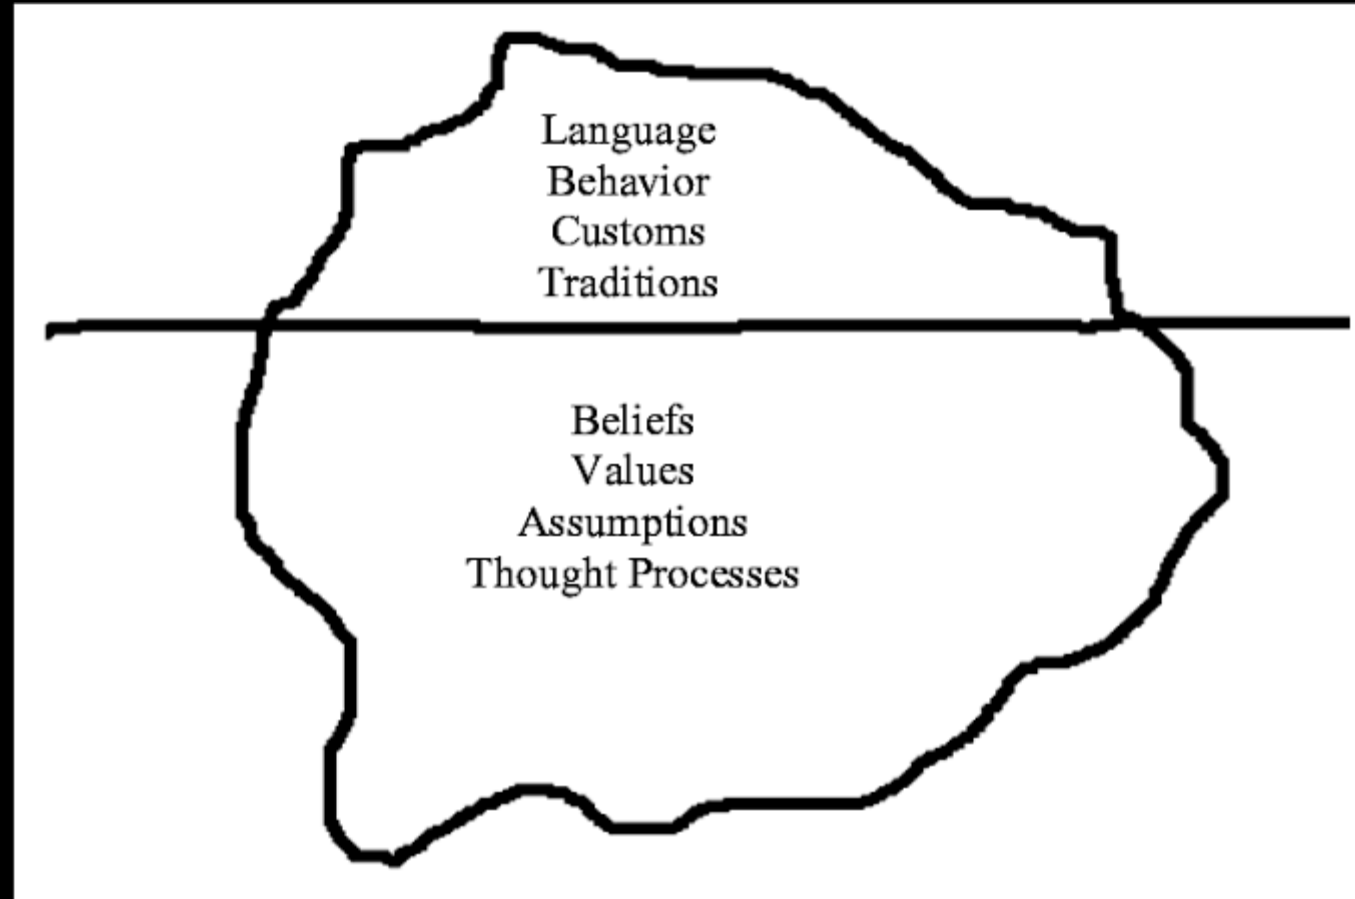 Language
Behavior
Customs
Traditions
Beliefs
Values
Assumptions
Thought Processes